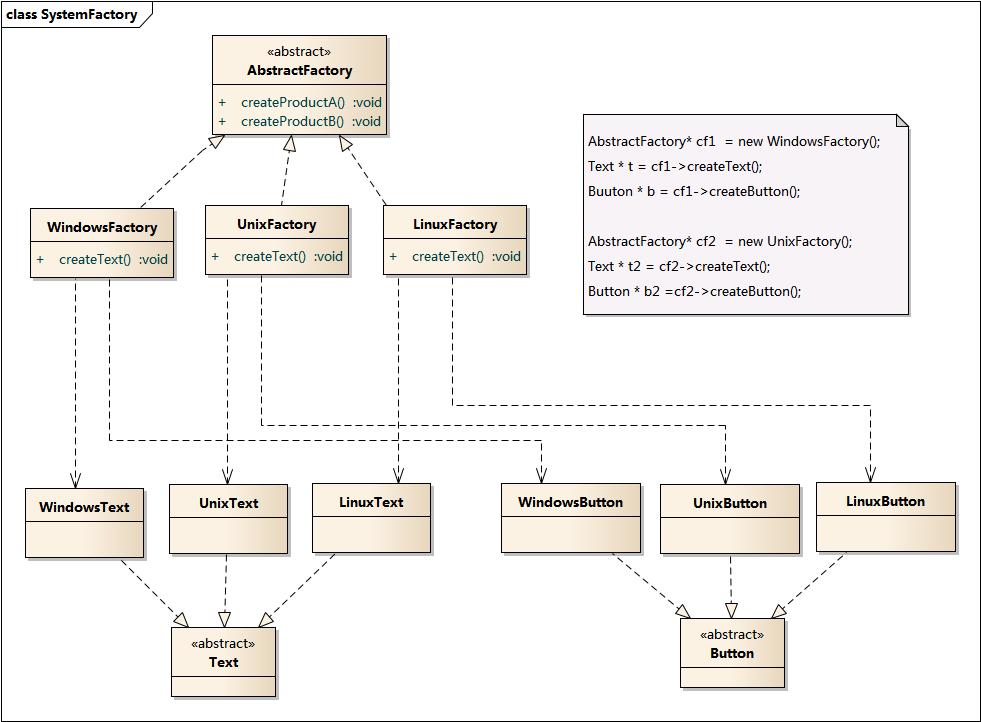 class SystemFactory
«abstract»
AbstractFactory
+ createProductA() :void
+ createProductB() :void
AbstractFactory* cf1 = new WindowsFactory();
Text * t = cf1->createText();
Buuton * b = cf1->createButton();
AbstractFactory* cf2 = new UnixFactory();
Text * t2 = cf2->createText();
Button * b2 =cf2->createButton();
WindowsFactory
+ createText() :void
UnixFactory
+ createText() :void
LinuxFactory
+ createText() :void
WindowsText
UnixText
LinuxText
WindowsButton
UnixButton
LinuxButton
«abstract»
Text
«abstract»
Button